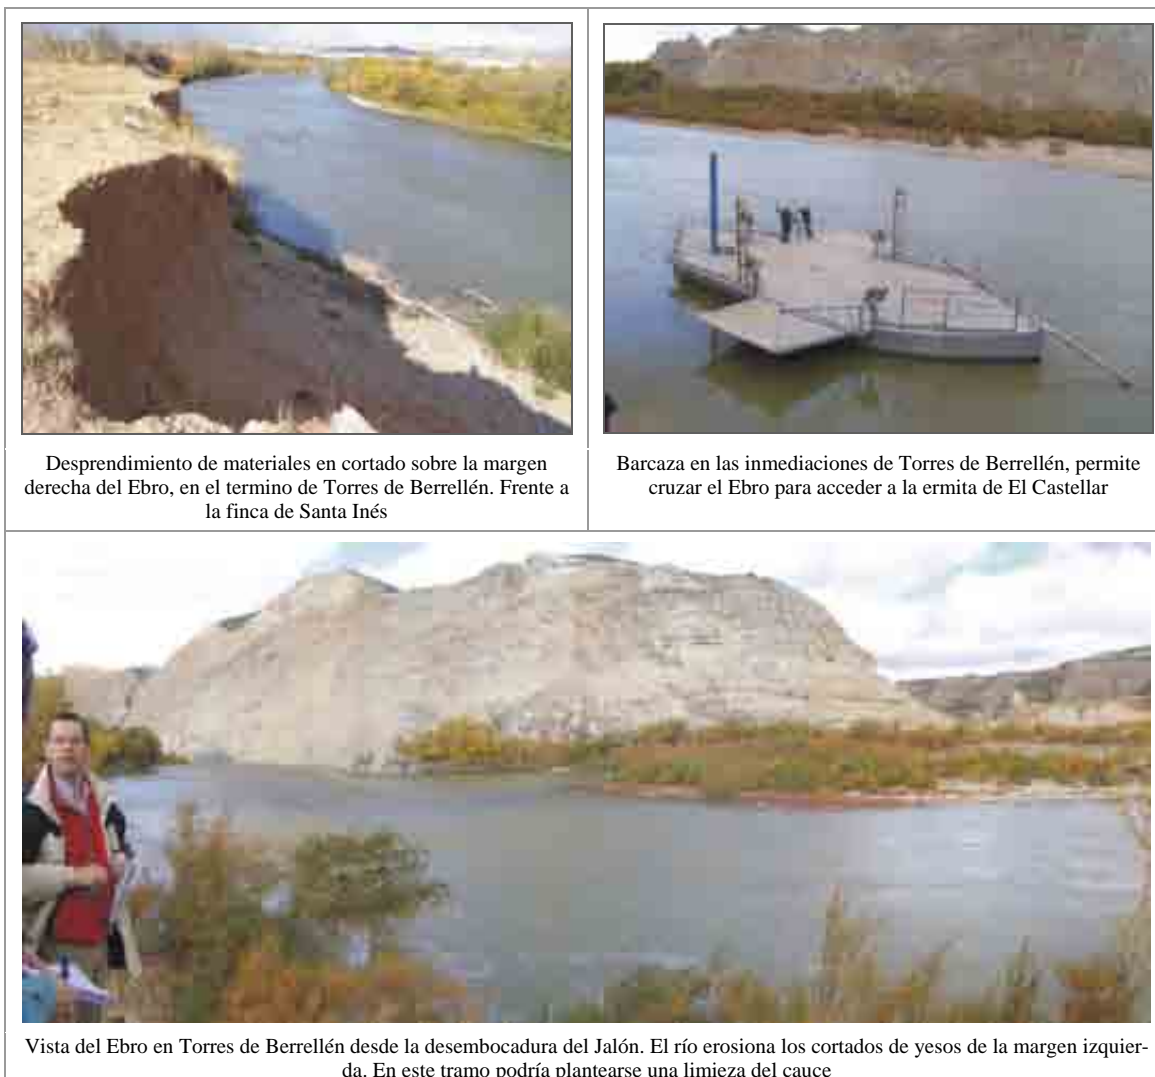 Desprendimiento de materiales en cortado sobre la margen
derecha del Ebro, en el termino de Torres de Berrellén. Frente a
la finca de Santa Inés
Barcaza en las inmediaciones de Torres de Berrellén, permite
cruzar el Ebro para acceder a la ermita de El Castellar
Vista del Ebro en Torres de Berrellén desde la desembocadura del Jalón. El río erosiona los cortados de yesos de la margen izquier-
da. En este tramo podría plantearse una limieza del cauce